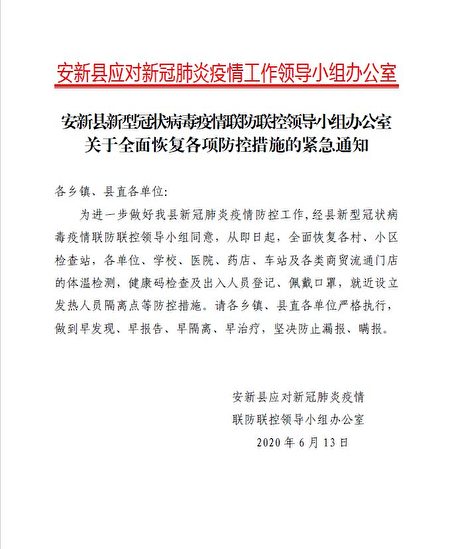 安新县应对新冠肺炎疫情工作领导小组办公室
安新县新型冠状病毒疫情联防联控领导小组办公室
关于全面恢复各项防控措施的紧急通知
各乡镇、县直各单位：
为进一步做好我县新冠肺炎疫情防控工作，经县新型冠状病
毒疫情联防联控领导小组同意，从即日起，全面恢复各村、小区
检查站，各单位、学校、医院、药店、车站及各类商贸流通门店
的体温检测，健康码检查及出入人员登记、佩戴口罩，就近设立
发热人员隔离点等防控措施。请各乡镇、县直各单位严格执行，
做到早发现、早报告、早隔离、早治疗，坚决防止漏报、瞒报。
安新县应对新冠肺炎疫情
联防联控领导小组办公室
2020年6月13日